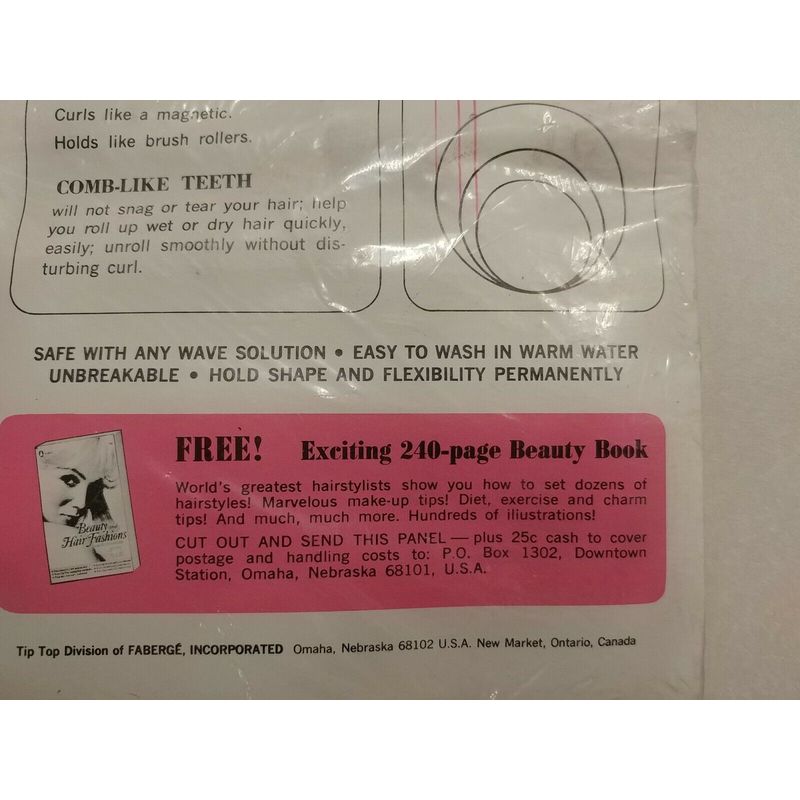 Curls like a magnetic.
Holds like brush rollers.
COMB-LIKE TEETH
will not snag or tear your hair; help
you roll up wet or dry hair quickly,
easily; unroll smoothly without dis-
turbing curl.
SAFE WITH ANY WAVE SOLUTION • EASY TO WASH IN WARM WATER
UNBREAKABLE • HOLD SHAPE AND FLEXIBILITY PERMANENTLY
FREE! Exciting 240-page Beauty Book
World's greatest hairstylists show you how to set dozens of
hairstyles! Marvelous make-up tips! Diet, exercise and charm
tips! And much, much more. Hundreds of illustrations!
CUT OUT AND SEND THIS PANEL — plus 25c cash to cover
postage and handling costs to: P.O. Box 1302, Downtown
Station, Omaha, Nebraska 68101, U.S.A.
Beauty and
Hair Fashions
Tip Top Division of FABERGÉ, INCORPORATED Omaha, Nebraska 68102 U.S.A. New Market, Ontario, Canada